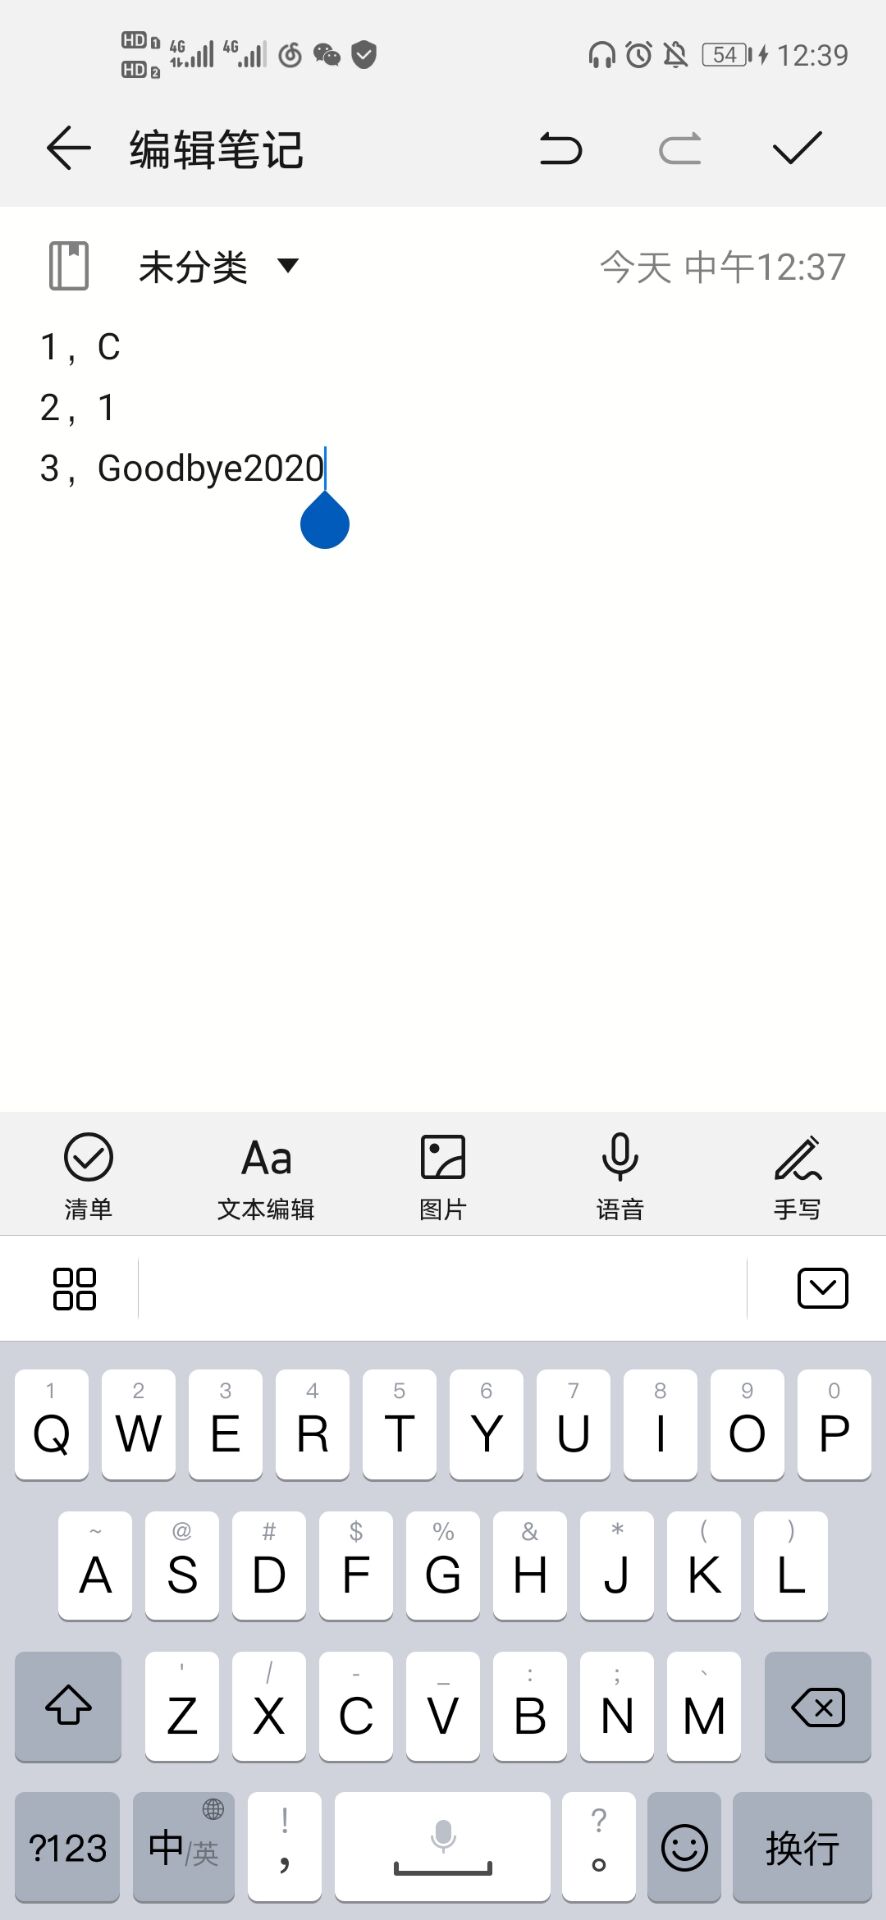 HD 1 4G 4G 54 12:39
HD 2
编辑笔记
未分类 今天 中午12:37
1，C
2，1
3，Goodbye2020
Aa
清单 文本编辑 图片 语音 手写
1 2 3 4 5 6 7 8 9 0
Q W E R T Y U I O P
~ @ # $ % & * ( )
A S D F G H J K L
' / - _ : ; 、
Z X C V B N M
! ?
?123 中/英 , 。 换行